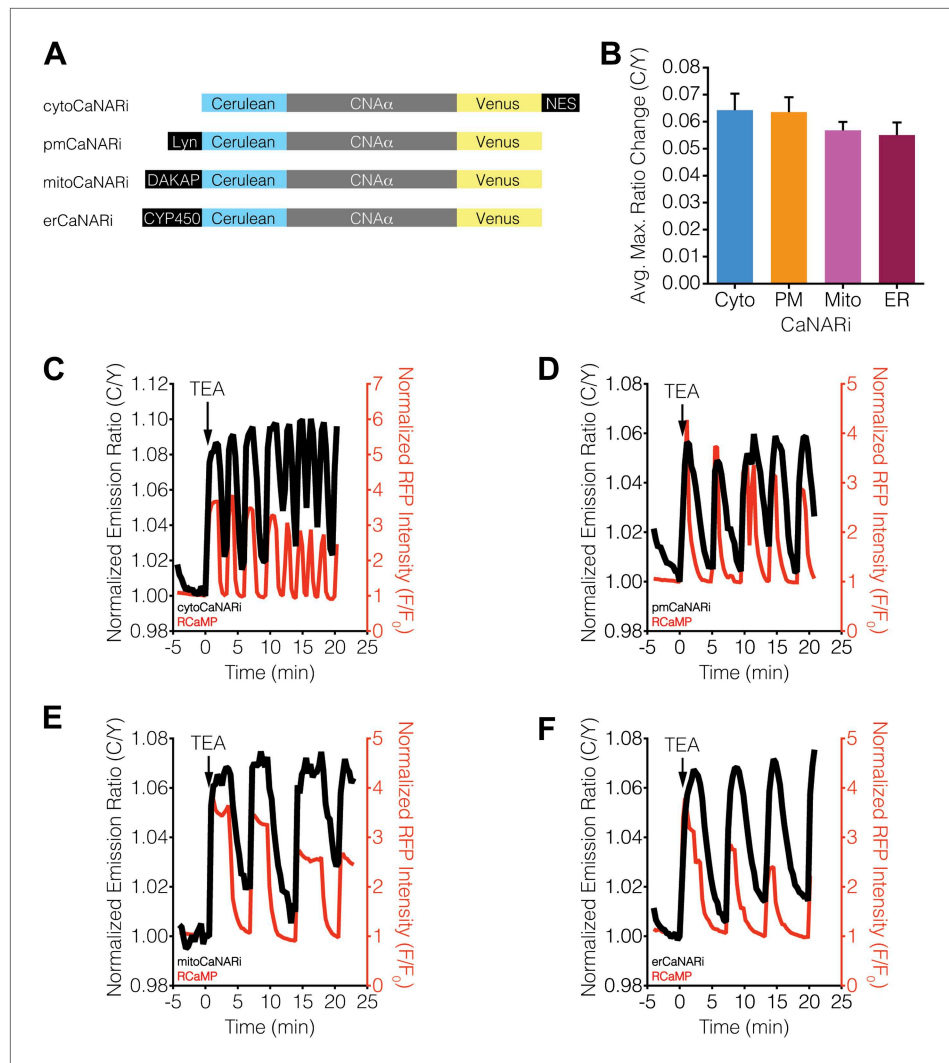 A
cytoCaNARi Cerulean CNAα Venus NES
pmCaNARi Lyn Cerulean CNAα Venus
mitoCaNARi DAKAP Cerulean CNAα Venus
erCaNARi CYP450 Cerulean CNAα Venus
B
Avg. Max. Ratio Change (C/Y)
0.08
0.07
0.06
0.05
0.04
0.03
0.02
0.01
0.00
Cyto PM Mito ER
CaNARi
C
Normalized Emission Ratio (C/Y)
1.12
1.10
1.08
1.06
1.04
1.02
1.00
0.98
TEA
cytoCaNARi
RCaMP
7
6
5
4
3
2
1
0
Normalized RFP Intensity (F/F0)
-5 0 5 10 15 20 25
Time (min)
D
Normalized Emission Ratio (C/Y)
1.08
1.06
1.04
1.02
1.00
0.98
TEA
pmCaNARi
RCaMP
5
4
3
2
1
0
Normalized RFP Intensity (F/F0)
-5 0 5 10 15 20 25
Time (min)
E
Normalized Emission Ratio (C/Y)
1.08
1.06
1.04
1.02
1.00
0.98
TEA
mitoCaNARi
RCaMP
5
4
3
2
1
0
Normalized RFP Intensity (F/F0)
-5 0 5 10 15 20 25
Time (min)
F
Normalized Emission Ratio (C/Y)
1.08
1.06
1.04
1.02
1.00
0.98
TEA
erCaNARi
RCaMP
5
4
3
2
1
0
Normalized RFP Intensity (F/F0)
-5 0 5 10 15 20 25
Time (min)